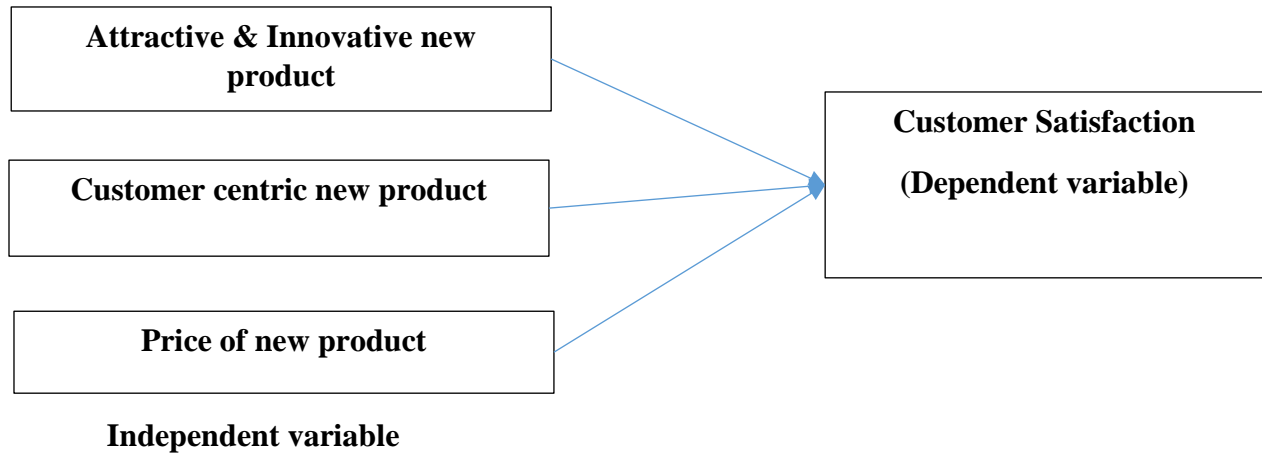 Attractive & Innovative new
product
Customer centric new product
Price of new product
Independent variable
Customer Satisfaction
(Dependent variable)